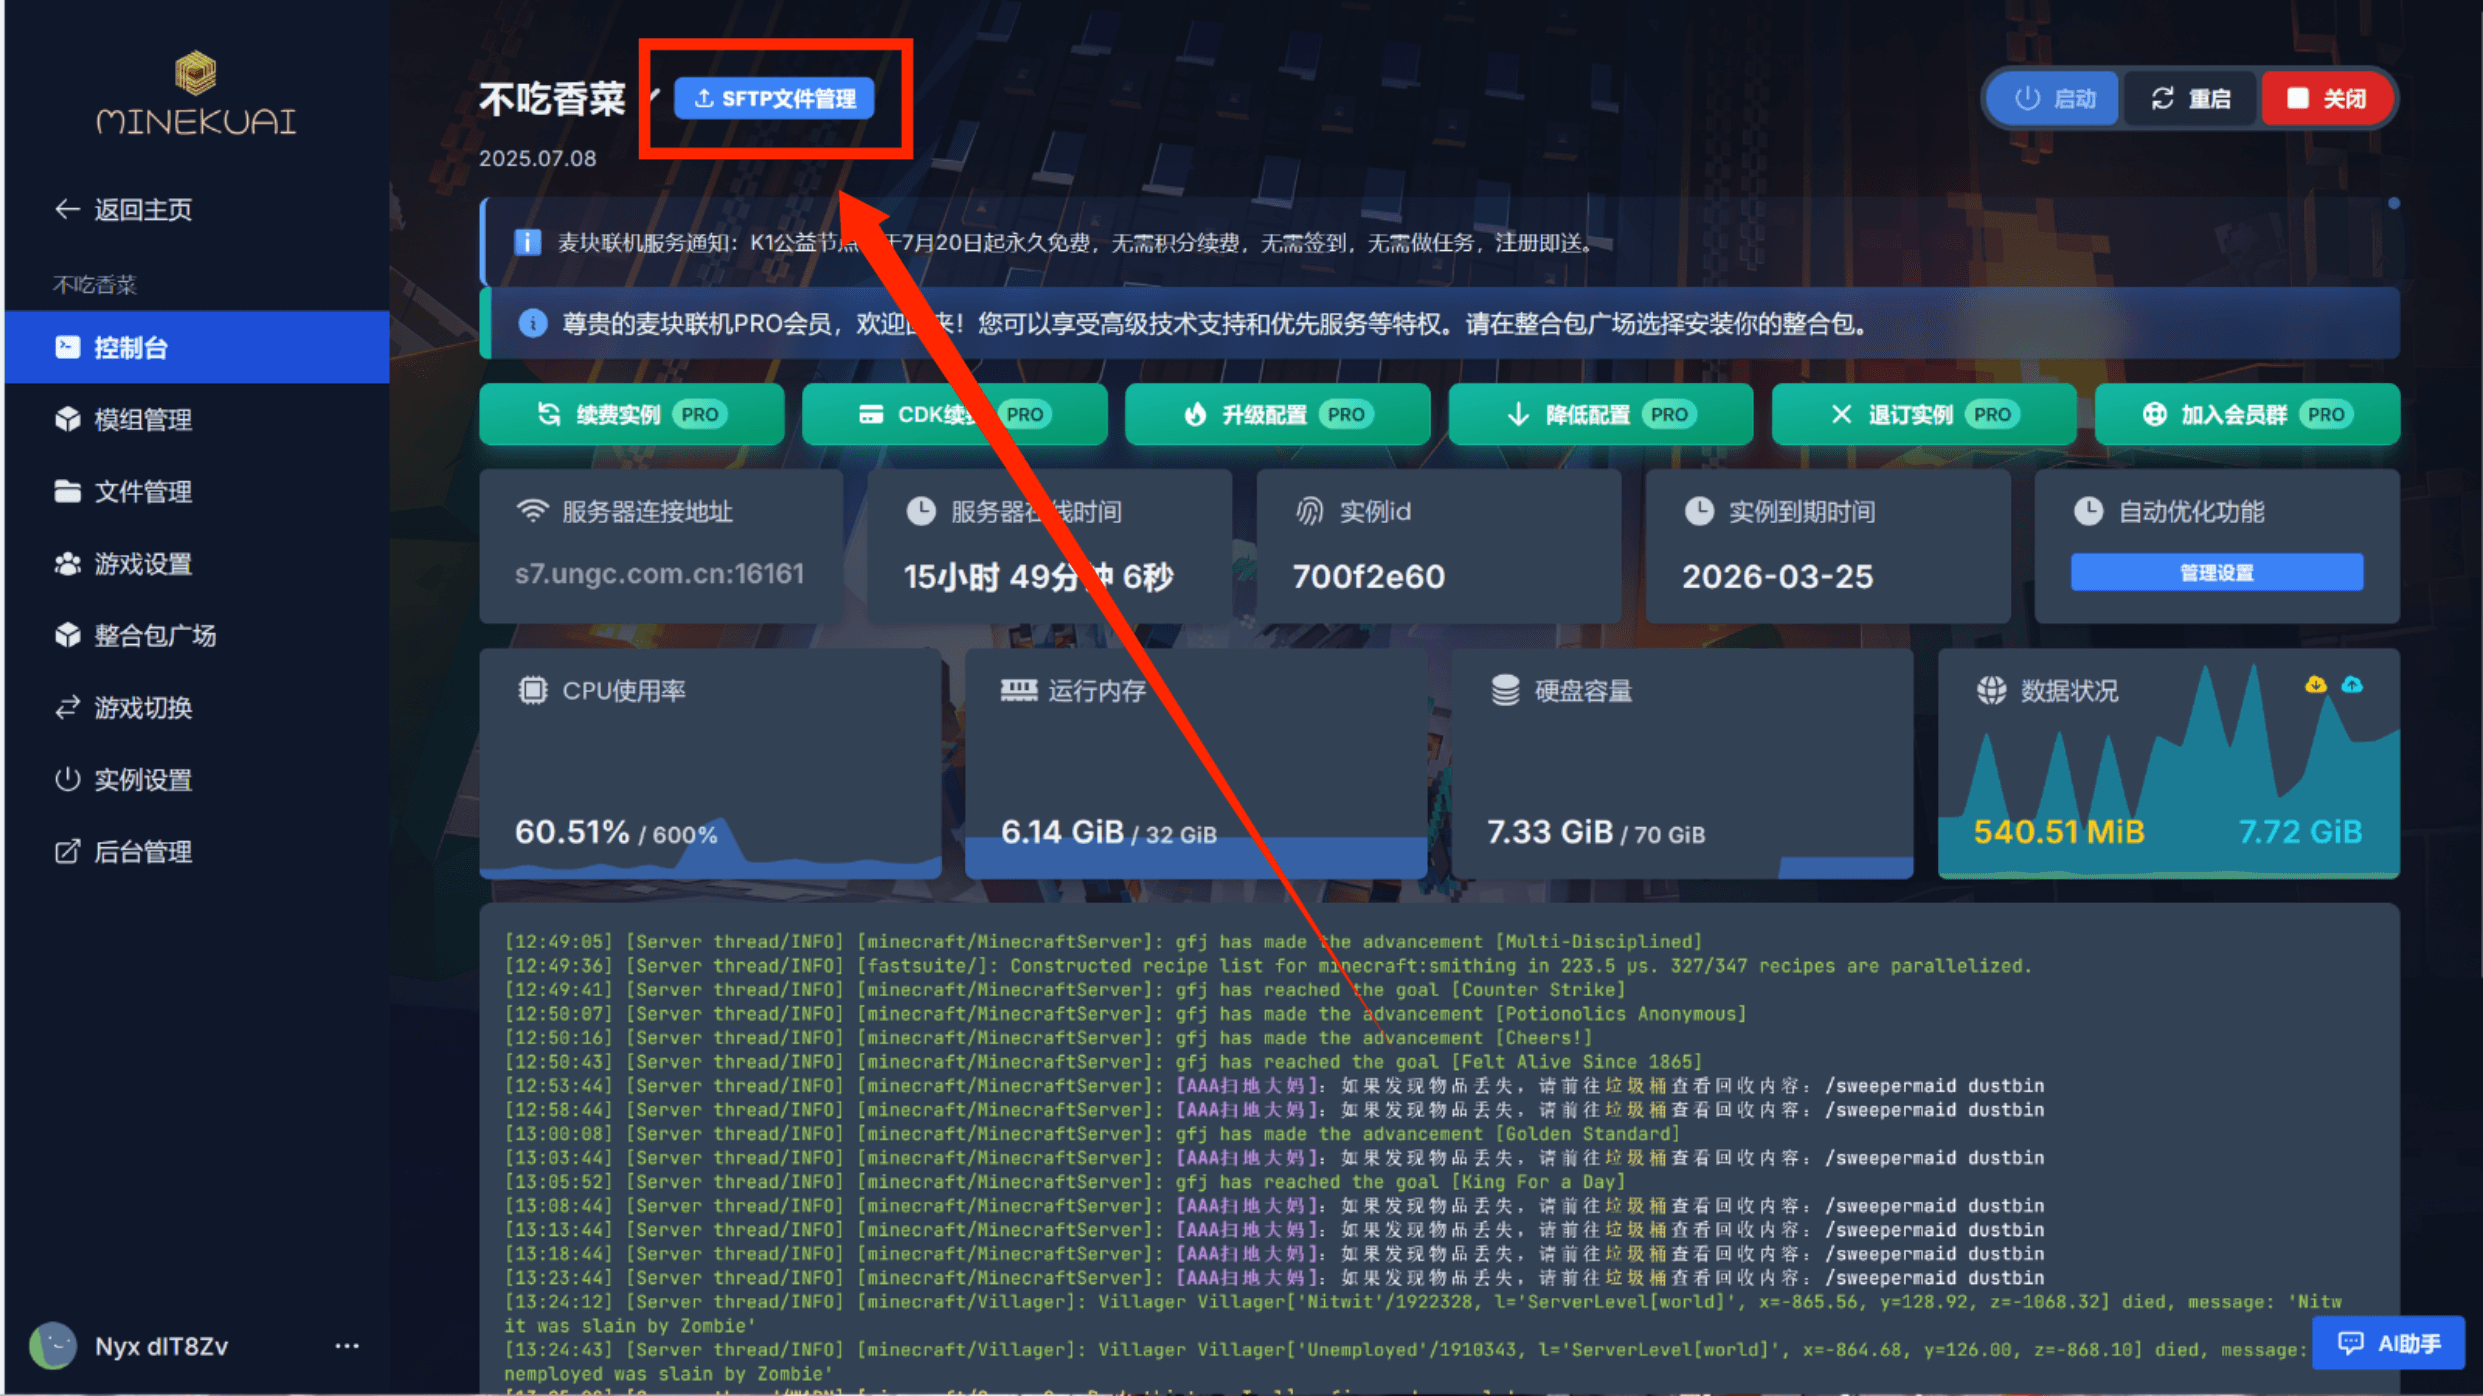 MINEKUAI
返回主页
不吃香菜
控制台
模组管理
文件管理
游戏设置
整合包广场
游戏切换
实例设置
后台管理
Nyx dIT8Zv
不吃香菜
SFTP文件管理
2025.07.08
启动
重启
关闭
麦块联机服务通知：K1公益节点 于7月20日起永久免费，无需积分续费，无需签到，无需做任务，注册即送。
尊贵的麦块联机PRO会员，欢迎回来！您可以享受高级技术支持和优先服务等特权。请在整合包广场选择安装你的整合包。
续费实例 PRO
CDK续费 PRO
升级配置 PRO
降低配置 PRO
退订实例 PRO
加入会员群 PRO
服务器连接地址
s7.ungc.com.cn:16161
服务器在线时间
15小时 49分钟 6秒
实例id
700f2e60
实例到期时间
2026-03-25
自动优化功能
管理设置
CPU使用率
60.51% / 600%
运行内存
6.14 GiB / 32 GiB
硬盘容量
7.33 GiB / 70 GiB
数据状况
540.51 MiB
7.72 GiB
[12:49:05] [Server thread/INFO] [minecraft/MinecraftServer]: gfj has made the advancement [Multi-Disciplined]
[12:49:36] [Server thread/INFO] [fastsuite/]: Constructed recipe list for minecraft:smithing in 223.5 µs. 327/347 recipes are parallelized.
[12:49:41] [Server thread/INFO] [minecraft/MinecraftServer]: gfj has reached the goal [Counter Strike]
[12:50:07] [Server thread/INFO] [minecraft/MinecraftServer]: gfj has made the advancement [Potionolics Anonymous]
[12:50:16] [Server thread/INFO] [minecraft/MinecraftServer]: gfj has made the advancement [Cheers!]
[12:50:43] [Server thread/INFO] [minecraft/MinecraftServer]: gfj has reached the goal [Felt Alive Since 1865]
[12:53:44] [Server thread/INFO] [minecraft/MinecraftServer]: [AAA扫地大妈]: 如果发现物品丢失，请前往垃圾桶查看回收内容：/sweepermaid dustbin
[12:58:44] [Server thread/INFO] [minecraft/MinecraftServer]: [AAA扫地大妈]: 如果发现物品丢失，请前往垃圾桶查看回收内容：/sweepermaid dustbin
[13:00:08] [Server thread/INFO] [minecraft/MinecraftServer]: gfj has made the advancement [Golden Standard]
[13:03:44] [Server thread/INFO] [minecraft/MinecraftServer]: [AAA扫地大妈]: 如果发现物品丢失，请前往垃圾桶查看回收内容：/sweepermaid dustbin
[13:05:52] [Server thread/INFO] [minecraft/MinecraftServer]: gfj has reached the goal [King For a Day]
[13:08:44] [Server thread/INFO] [minecraft/MinecraftServer]: [AAA扫地大妈]: 如果发现物品丢失，请前往垃圾桶查看回收内容：/sweepermaid dustbin
[13:13:44] [Server thread/INFO] [minecraft/MinecraftServer]: [AAA扫地大妈]: 如果发现物品丢失，请前往垃圾桶查看回收内容：/sweepermaid dustbin
[13:18:44] [Server thread/INFO] [minecraft/MinecraftServer]: [AAA扫地大妈]: 如果发现物品丢失，请前往垃圾桶查看回收内容：/sweepermaid dustbin
[13:23:44] [Server thread/INFO] [minecraft/MinecraftServer]: [AAA扫地大妈]: 如果发现物品丢失，请前往垃圾桶查看回收内容：/sweepermaid dustbin
[13:24:12] [Server thread/INFO] [minecraft/Villager]: Villager Villager['Nitwit'/1922328, l='ServerLevel[world]', x=-865.56, y=128.92, z=-1068.32] died, message: 'Nitw
it was slain by Zombie'
[13:24:43] [Server thread/INFO] [minecraft/Villager]: Villager Villager['Unemployed'/1910343, l='ServerLevel[world]', x=-864.68, y=126.00, z=-868.10] died, message:
nemployed was slain by Zombie'
AI助手